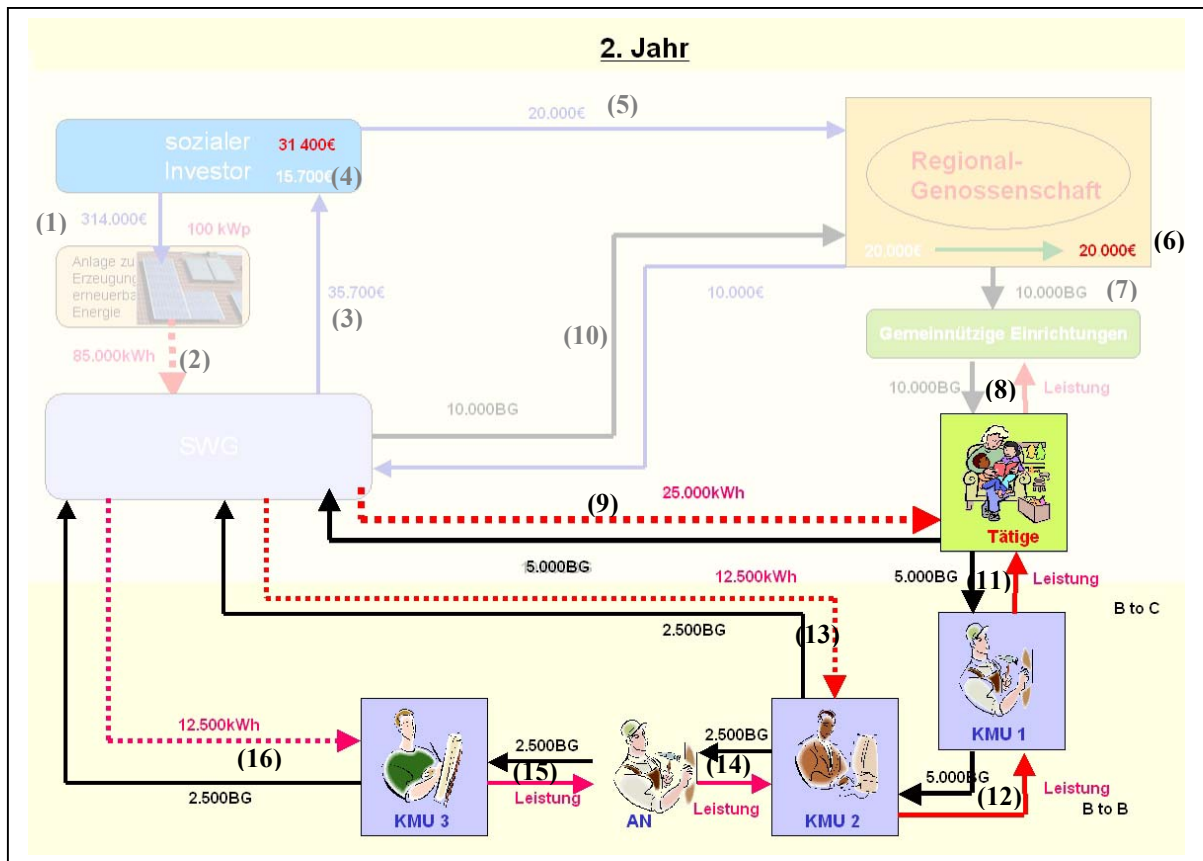 2. Jahr
(5)
20.000€
sozialer 31 400€
Investor 15.700€ (4)
Regional-
Genossenschaft
(1) 314.000€
100 kWp
20.000€ 20 000€ (6)
Anlage zu
Erzeugung
erneuerba
Energie
35.700€
(3)
10.000€
10.000BG (7)
(10)
Gemeinnützige Einrichtungen
85.000kWh (2)
10.000BG (8) Leistung
10.000BG
SWG
(9) 25.000kWh
Tätige
5.000BG
12.500kWh
5.000BG (11) Leistung
B to C
2.500BG (13)
12.500kWh
(16)
2.500BG
2.500BG
KMU 1
2.500BG
(15)
Leistung
(14)
Leistung
5.000BG
(12)
Leistung
B to B
KMU 3
AN
KMU 2